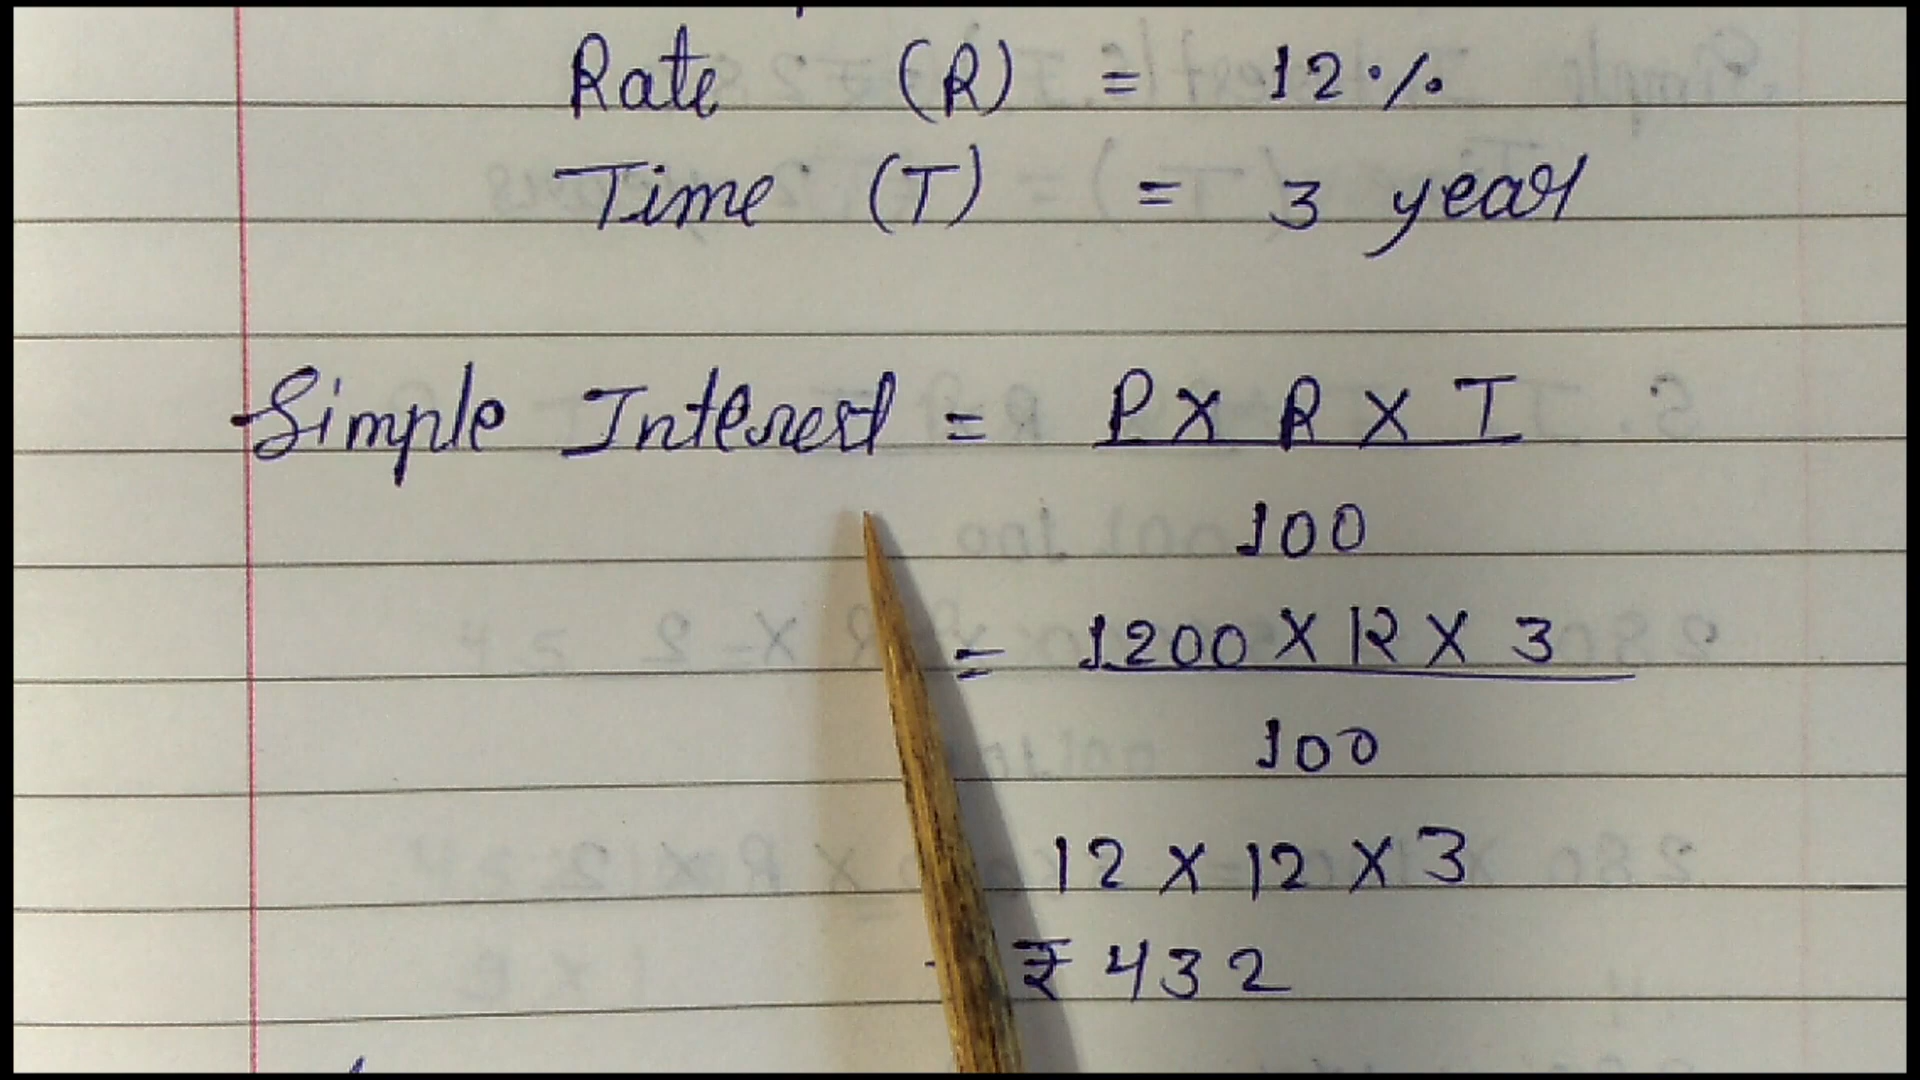 Rate (R) = 12%
Time (T) = 3 year
Simple Interest = P X R X T
100
= 1200 X 12 X 3
100
12 X 12 X 3
₹ 432